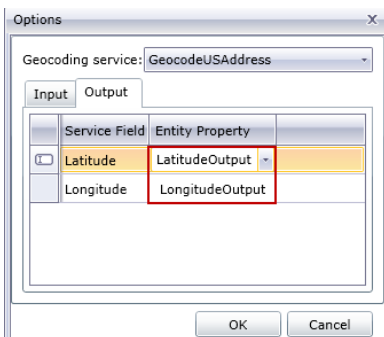 Options x
Geocoding service: GeocodeUSAddress
Input Output
Service Field Entity Property
Latitude LatitudeOutput
Longitude LongitudeOutput
OK Cancel